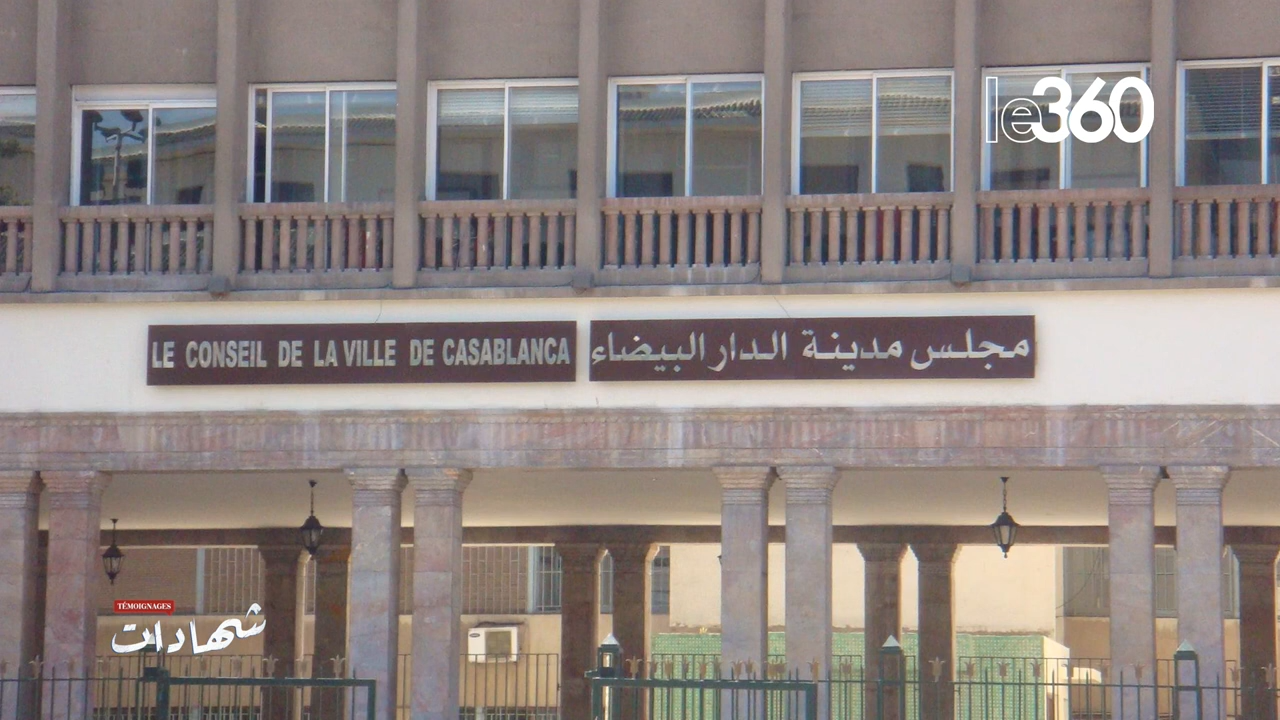 le360
LE CONSEIL DE LA VILLE DE CASABLANCA
مجلس مدينة الدار البيضاء
TÉMOIGNAGES
شهادات